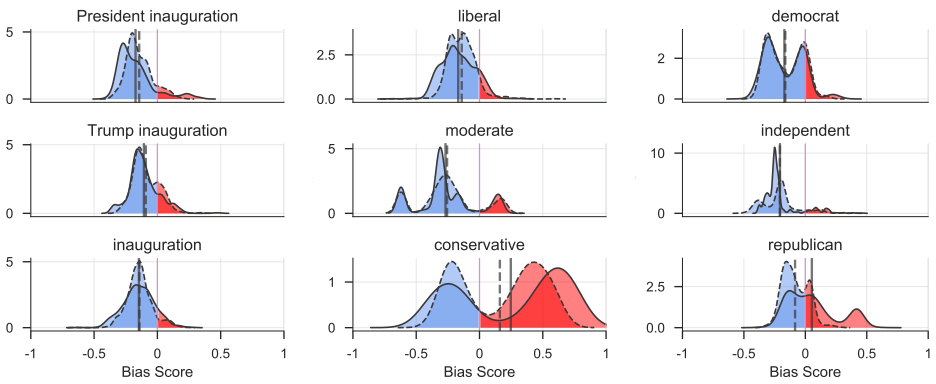 President inauguration
liberal
democrat
5
0
2.5
0.0
2
0
Trump inauguration
moderate
independent
5
0
5
0
10
0
inauguration
conservative
republican
5
0
1
0
2.5
0.0
-1 -0.5 0 0.5 1
-1 -0.5 0 0.5 1
-1 -0.5 0 0.5 1
Bias Score
Bias Score
Bias Score